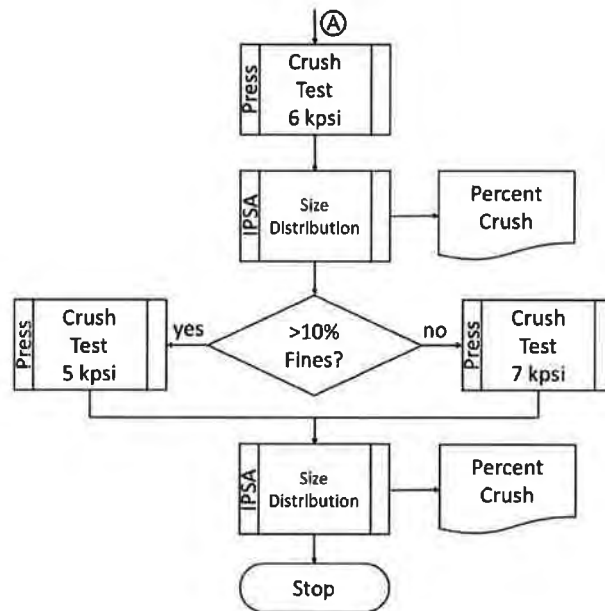 A
Press
Crush
Test
6 kpsi
IPSA
Size
Distribution
Percent
Crush
Press
Crush
Test
5 kpsi
yes
>10%
Fines?
no
Press
Crush
Test
7 kpsi
IPSA
Size
Distribution
Percent
Crush
Stop